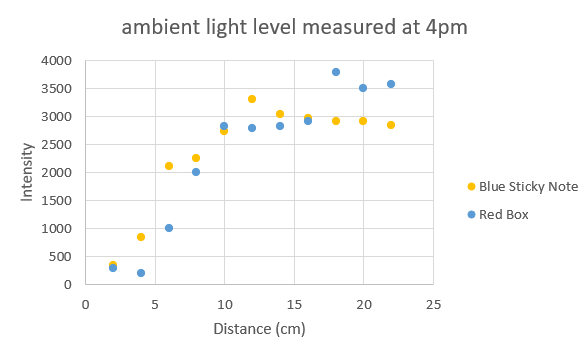 ambient light level measured at 4pm
4000
3500
3000
2500
2000
1500
1000
500
0
Intensity
0 5 10 15 20 25
Distance (cm)
Blue Sticky Note
Red Box